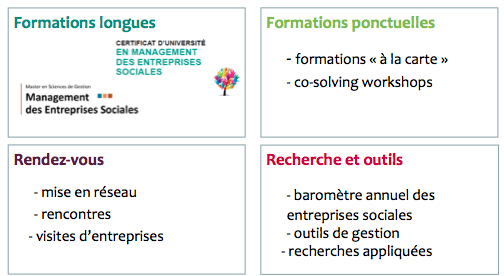 Formations longues
CERTIFICAT D'UNIVERSITÉ
EN MANAGEMENT
DES ENTREPRISES
SOCIALES
Master en Sciences de Gestion
Management
des Entreprises Sociales
Formations ponctuelles
- formations « à la carte »
- co-solving workshops
Rendez-vous
- mise en réseau
- rencontres
- visites d'entreprises
Recherche et outils
- baromètre annuel des
entreprises sociales
- outils de gestion
- recherches appliquées